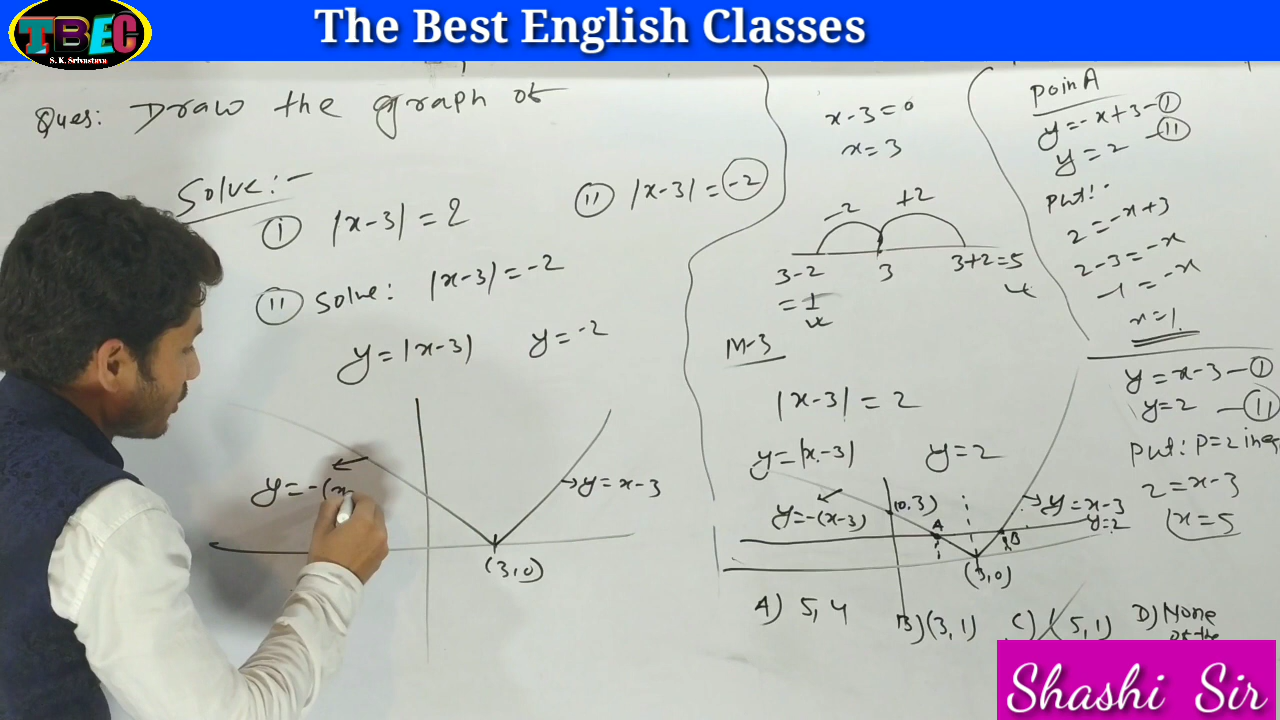 TBEC
S. K. Srivastava
The Best English Classes
Ques: Draw the graph of
Solve:-
(I) |x-3| = 2
(II) |x-3| = -2
(II) Solve: |x-3| = -2
y = |x-3| y = -2
y = -(x
y = x-3
(3,0)
x-3=0
x=3
-2 +2
3-2 3 3+2=5
=1
M-3
|x-3| = 2
y=|x-3| y=2
y=-(x-3)
(0,3)
A
y=x-3
y=2
B
(3,0)
A) 5, 4 B) (3, 1) C) (5, 1) D) None
of the
poin A
y=-x+3-(I)
y=2 -(II)
Put:-
2=-x+3
2-3=-x
-1=-x
x=1.
y=x-3-(I)
y=2 -(II)
Put: P=2 in eq
2=x-3
x=5
Shashi Sir